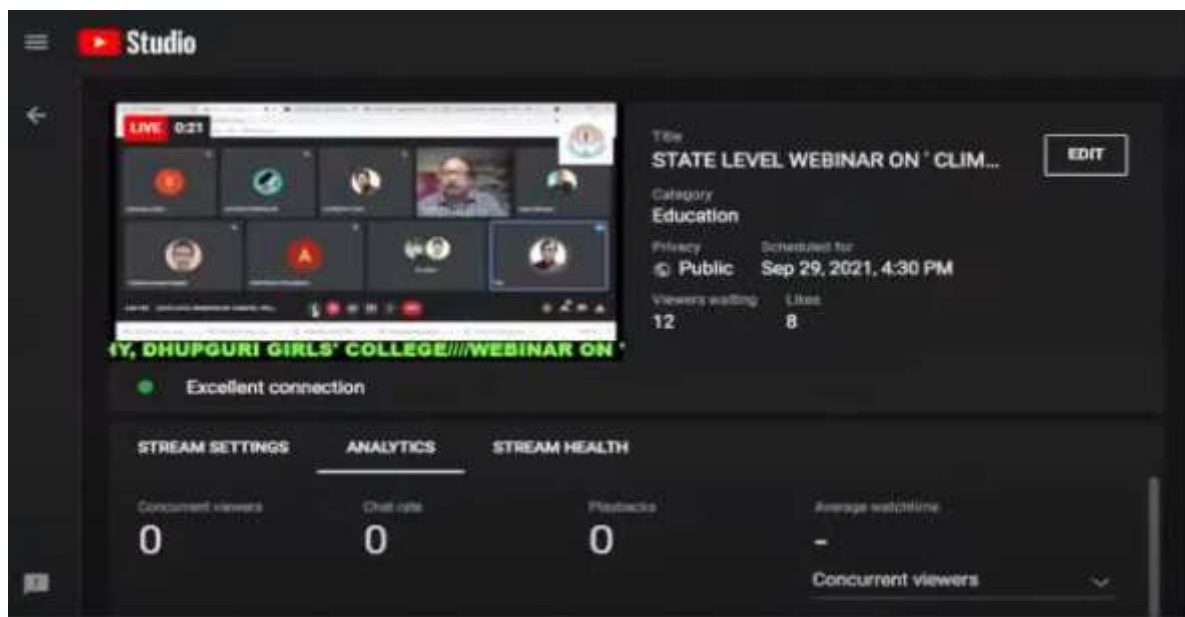 Studio
LIVE 0:21
A
MY, DHUPGURI GIRLS' COLLEGE////WEBINAR ON '
Title
STATE LEVEL WEBINAR ON ' CLIM...
EDIT
Category
Education
Privacy Scheduled for
Public Sep 29, 2021, 4:30 PM
Viewers waiting Likes
12 8
Excellent connection
STREAM SETTINGS ANALYTICS STREAM HEALTH
Concurrent viewers Chat rate Playbacks Average watchtime
0 0 0 -
Concurrent viewers